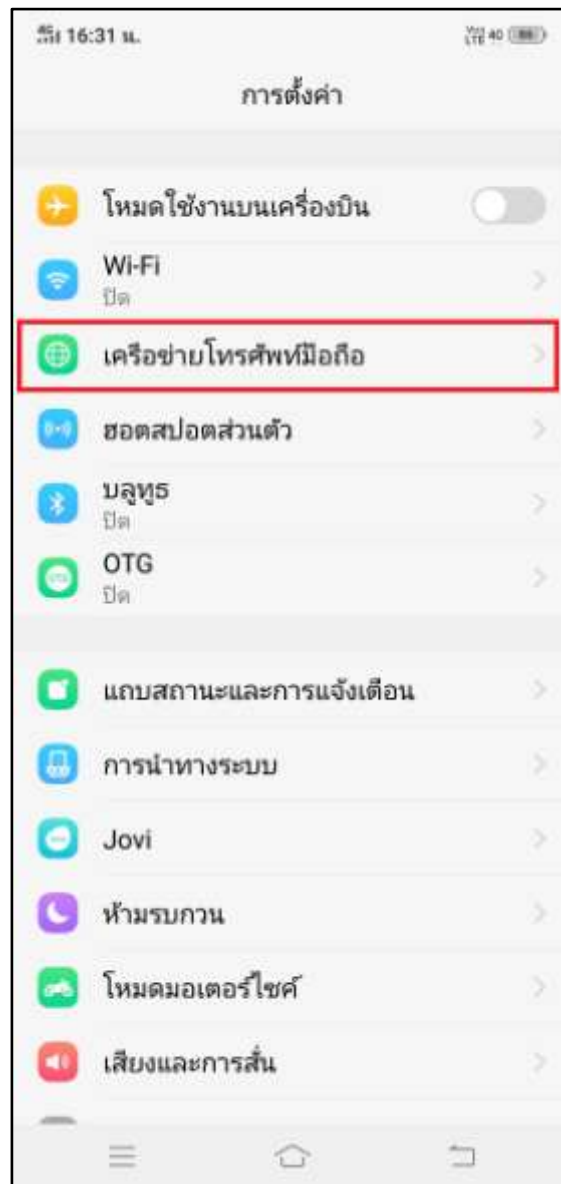 16:31 น.
การตั้งค่า
โหมดใช้งานบนเครื่องบิน
Wi-Fi
ปิด
เครือข่ายโทรศัพท์มือถือ
ฮอตสปอตส่วนตัว
บลูทูธ
ปิด
OTG
ปิด
แถบสถานะและการแจ้งเตือน
การนำทางระบบ
Jovi
ห้ามรบกวน
โหมดมอเตอร์ไซค์
เสียงและการสั่น